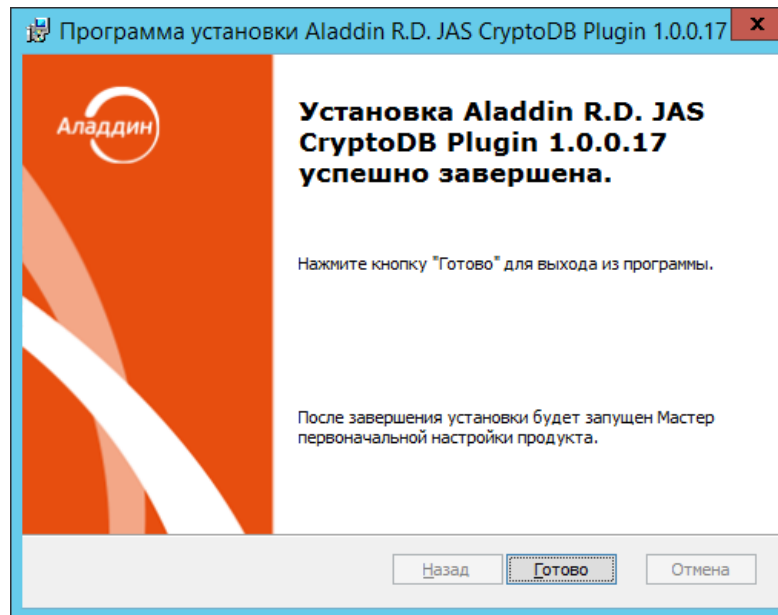 Программа установки Aladdin R.D. JAS CryptoDB Plugin 1.0.0.17
x
Аладдин
Установка Aladdin R.D. JAS
CryptoDB Plugin 1.0.0.17
успешно завершена.
Нажмите кнопку "Готово" для выхода из программы.
После завершения установки будет запущен Мастер
первоначальной настройки продукта.
Назад Готово Отмена